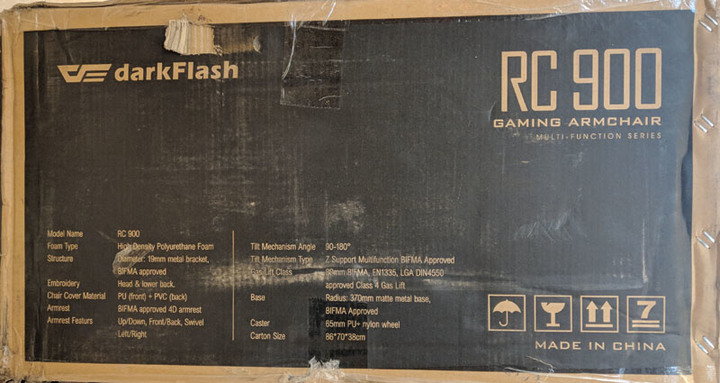 darkFlash
RC 900
GAMING ARMCHAIR
MULTI-FUNCTION SERIES
Model Name RC 900
Foam Type High Density Polyurethane Foam
Structure Diameter: 19mm metal bracket,
BIFMA approved
Embroidery Head & lower back.
Chair Cover Material PU (front) + PVC (back)
Armrest BIFMA approved 4D armrest
Armrest Featurs Up/Down, Front/Back, Swivel
Left/Right
Tilt Mechanism Angle 90-180°
Tilt Mechanism Type Z Support Multifunction BIFMA Approved
Gas Lift Class BIFMA, EN1335, LGA DIN4550
approved Class 4 Gas Lift
Base Radius: 370mm matte metal base,
BIFMA Approved
Caster 65mm PU+ nylon wheel
Carton Size 86*70*38cm
7
MADE IN CHINA